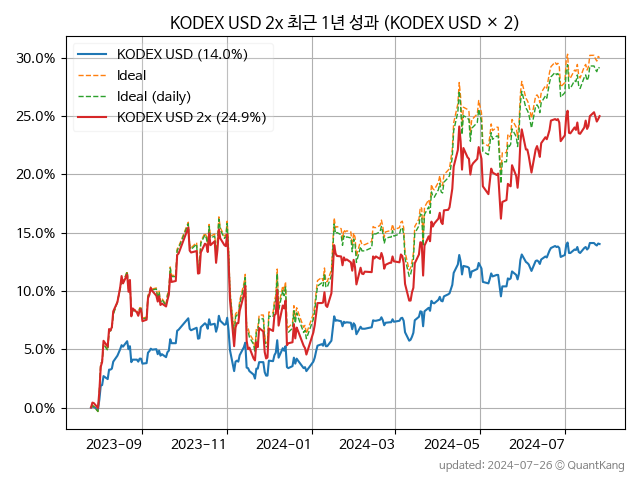 KODEX USD 2x 최근 1년 성과 (KODEX USD × 2)
KODEX USD (14.0%)
Ideal
Ideal (daily)
KODEX USD 2x (24.9%)
30.0%
25.0%
20.0%
15.0%
10.0%
5.0%
0.0%
2023-09 2023-11 2024-01 2024-03 2024-05 2024-07
updated: 2024-07-26 © QuantKang